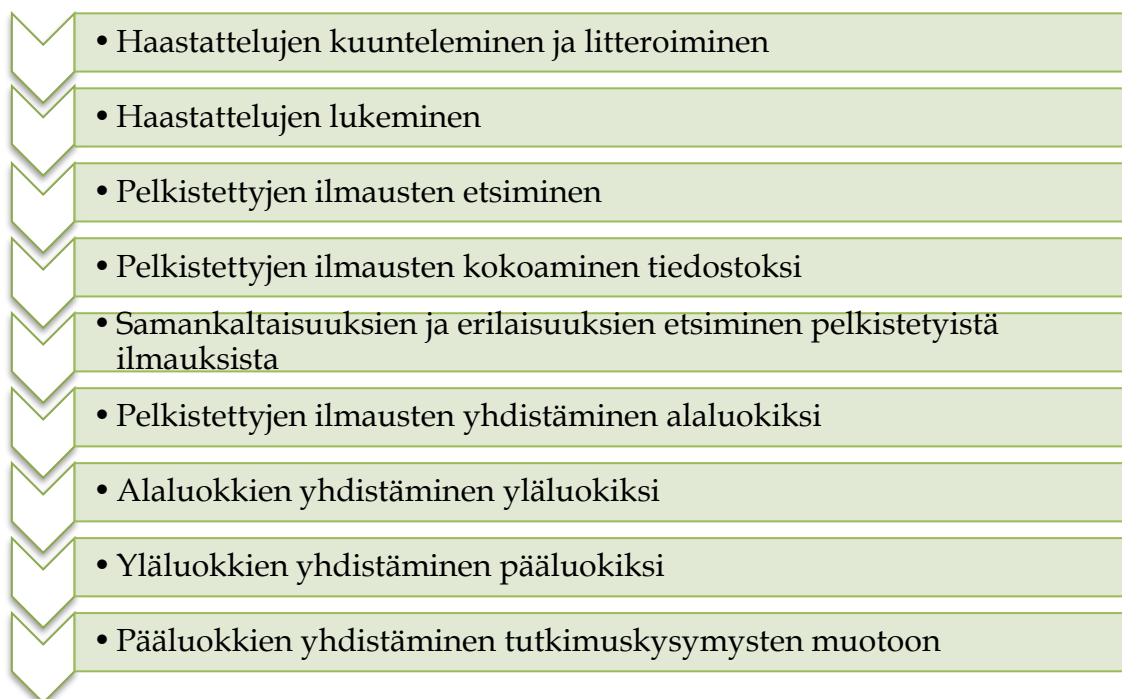 • Haastattelujen kuunteleminen ja litteroiminen
• Haastattelujen lukeminen
• Pelkistettyjen ilmausten etsiminen
• Pelkistettyjen ilmausten kokoaminen tiedostoksi
• Samankaltaisuuksien ja erilaisuuksien etsiminen pelkistetyistä
ilmauksista
• Pelkistettyjen ilmausten yhdistäminen alaluokiksi
• Alaluokkien yhdistäminen yläluokiksi
• Yläluokkien yhdistäminen pääluokiksi
• Pääluokkien yhdistäminen tutkimuskysymysten muotoon